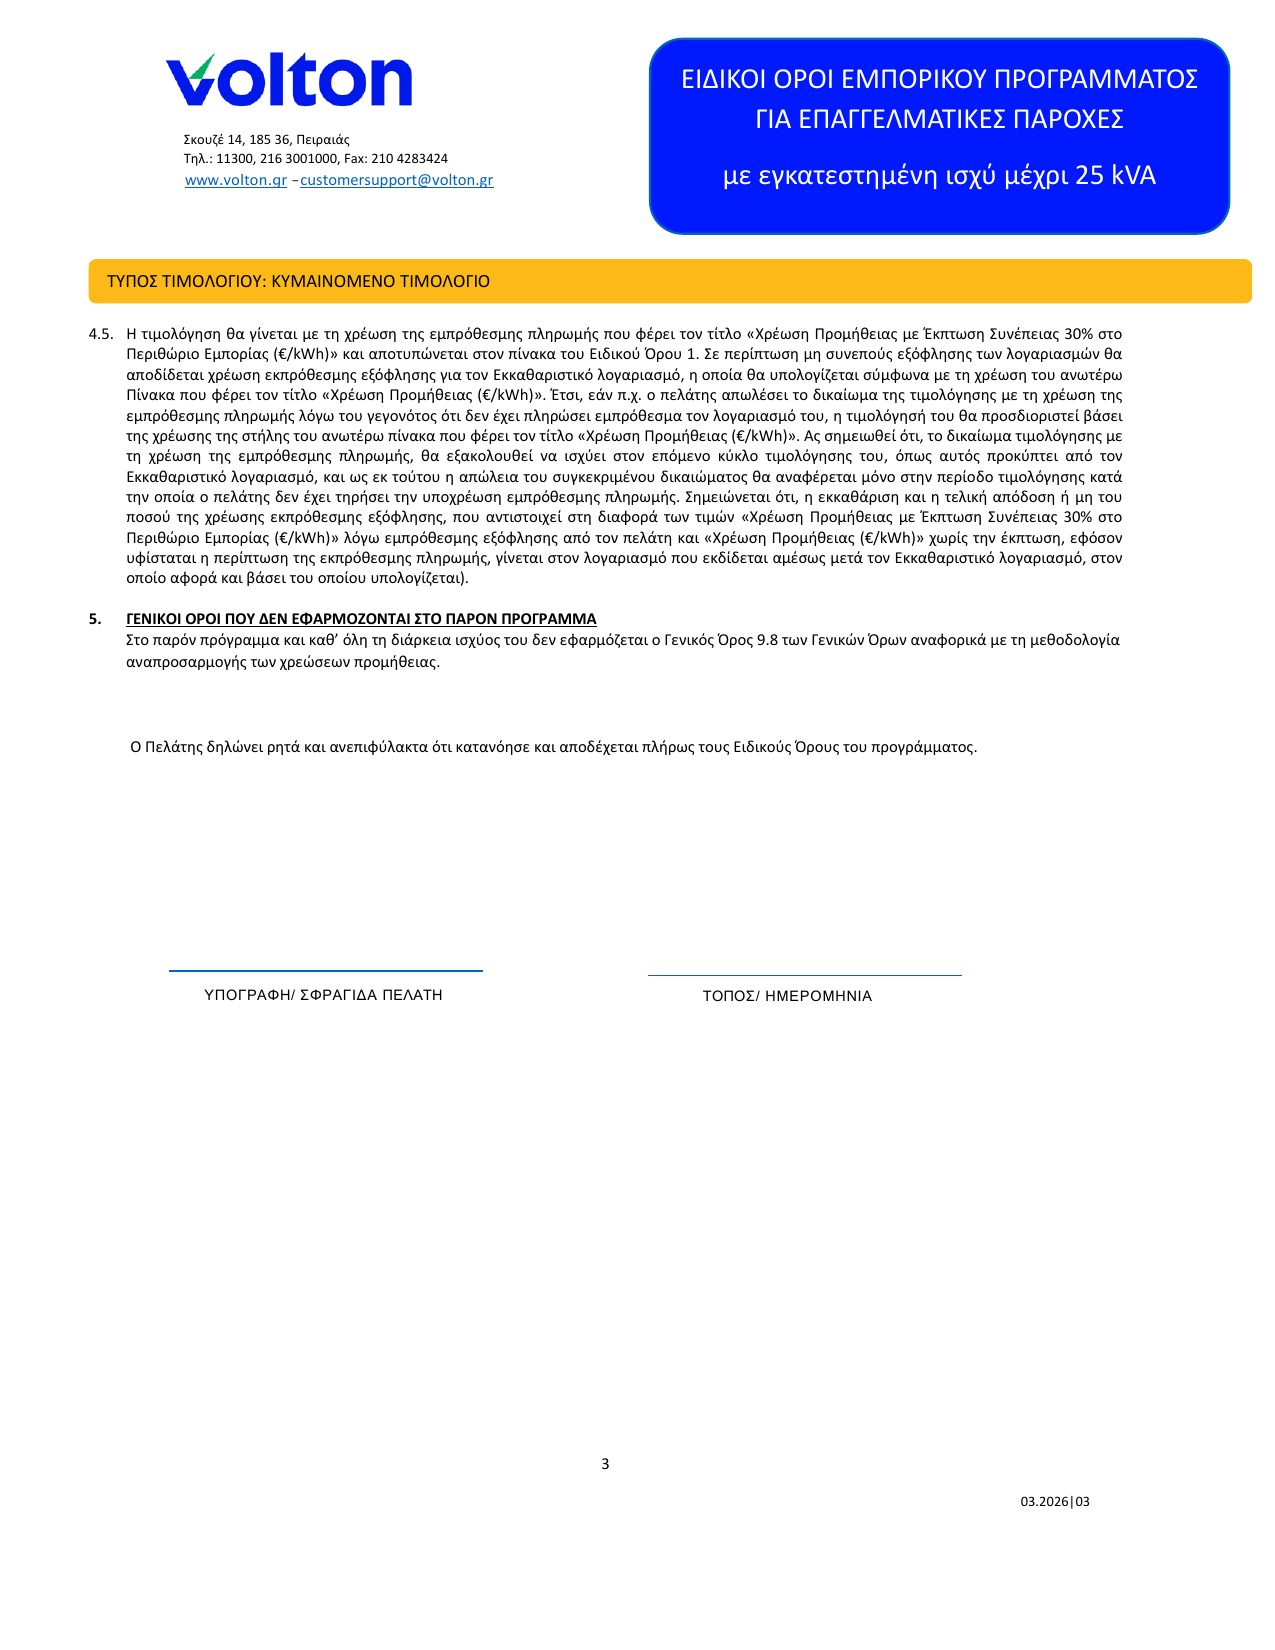 volton
Σκουζέ 14, 185 36, Πειραιάς
Τηλ.: 11300, 216 3001000, Fax: 210 4283424
www.volton.gr –customersupport@volton.gr
ΕΙΔΙΚΟΙ ΟΡΟΙ ΕΜΠΟΡΙΚΟΥ ΠΡΟΓΡΑΜΜΑΤΟΣ
ΓΙΑ ΕΠΑΓΓΕΛΜΑΤΙΚΕΣ ΠΑΡΟΧΕΣ
με εγκατεστημένη ισχύ μέχρι 25 kVA
ΤΥΠΟΣ ΤΙΜΟΛΟΓΙΟΥ: ΚΥΜΑΙΝΟΜΕΝΟ ΤΙΜΟΛΟΓΙΟ
4.5. Η τιμολόγηση θα γίνεται με τη χρέωση της εμπρόθεσμης πληρωμής που φέρει τον τίτλο «Χρέωση Προμήθειας με Έκπτωση Συνέπειας 30% στο
Περιθώριο Εμπορίας (€/kWh)» και αποτυπώνεται στον πίνακα του Ειδικού Όρου 1. Σε περίπτωση μη συνεπούς εξόφλησης των λογαριασμών θα
αποδίδεται χρέωση εκπρόθεσμης εξόφλησης για τον Εκκαθαριστικό λογαριασμό, η οποία θα υπολογίζεται σύμφωνα με τη χρέωση του ανωτέρω
Πίνακα που φέρει τον τίτλο «Χρέωση Προμήθειας (€/kWh)». Έτσι, εάν π.χ. ο πελάτης απωλέσει το δικαίωμα της τιμολόγησης με τη χρέωση της
εμπρόθεσμης πληρωμής λόγω του γεγονότος ότι δεν έχει πληρώσει εμπρόθεσμα τον λογαριασμό του, η τιμολόγησή του θα προσδιοριστεί βάσει
της χρέωσης της στήλης του ανωτέρω πίνακα που φέρει τον τίτλο «Χρέωση Προμήθειας (€/kWh)». Ας σημειωθεί ότι, το δικαίωμα τιμολόγησης με
τη χρέωση της εμπρόθεσμης πληρωμής, θα εξακολουθεί να ισχύει στον επόμενο κύκλο τιμολόγησης του, όπως αυτός προκύπτει από τον
Εκκαθαριστικό λογαριασμό, και ως εκ τούτου η απώλεια του συγκεκριμένου δικαιώματος θα αναφέρεται μόνο στην περίοδο τιμολόγησης κατά
την οποία ο πελάτης δεν έχει τηρήσει την υποχρέωση εμπρόθεσμης πληρωμής. Σημειώνεται ότι, η εκκαθάριση και η τελική απόδοση ή μη του
ποσού της χρέωσης εκπρόθεσμης εξόφλησης, που αντιστοιχεί στη διαφορά των τιμών «Χρέωση Προμήθειας με Έκπτωση Συνέπειας 30% στο
Περιθώριο Εμπορίας (€/kWh)» λόγω εμπρόθεσμης εξόφλησης από τον πελάτη και «Χρέωση Προμήθειας (€/kWh)» χωρίς την έκπτωση, εφόσον
υφίσταται η περίπτωση της εκπρόθεσμης πληρωμής, γίνεται στον λογαριασμό που εκδίδεται αμέσως μετά τον Εκκαθαριστικό λογαριασμό, στον
οποίο αφορά και βάσει του οποίου υπολογίζεται).
5. ΓΕΝΙΚΟΙ ΟΡΟΙ ΠΟΥ ΔΕΝ ΕΦΑΡΜΟΖΟΝΤΑΙ ΣΤΟ ΠΑΡΟΝ ΠΡΟΓΡΑΜΜΑ
Στο παρόν πρόγραμμα και καθ’ όλη τη διάρκεια ισχύος του δεν εφαρμόζεται ο Γενικός Όρος 9.8 των Γενικών Όρων αναφορικά με τη μεθοδολογία
αναπροσαρμογής των χρεώσεων προμήθειας.
Ο Πελάτης δηλώνει ρητά και ανεπιφύλακτα ότι κατανόησε και αποδέχεται πλήρως τους Ειδικούς Όρους του προγράμματος.
ΥΠΟΓΡΑΦΗ/ ΣΦΡΑΓΙΔΑ ΠΕΛΑΤΗ
ΤΟΠΟΣ/ ΗΜΕΡΟΜΗΝΙΑ
3
03.2026|03